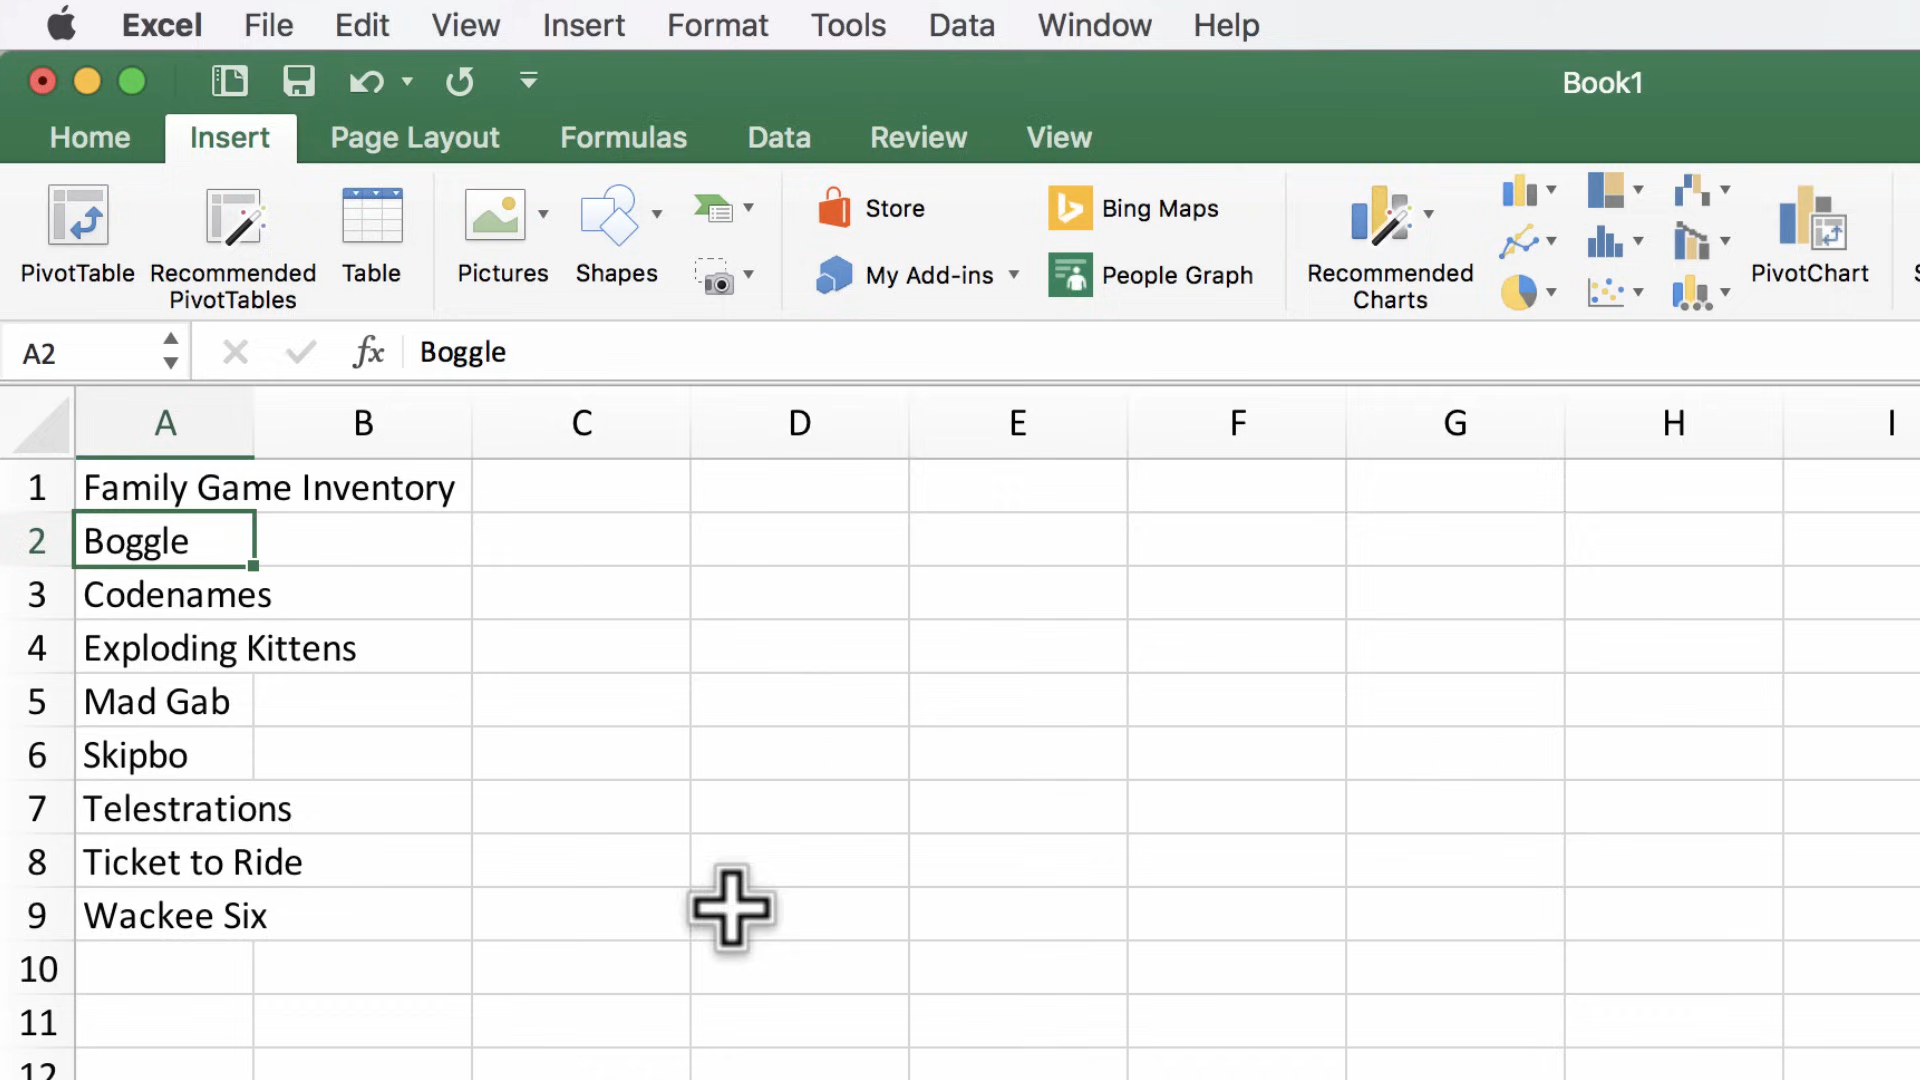 Excel File Edit View Insert Format Tools Data Window Help
Book1
Home Insert Page Layout Formulas Data Review View
PivotTable
Recommended
PivotTables
Table
Pictures
Shapes
Store
My Add-ins
Bing Maps
People Graph
Recommended
Charts
PivotChart
S
A2 fx Boggle
A B C D E F G H I
1 Family Game Inventory
2 Boggle
3 Codenames
4 Exploding Kittens
5 Mad Gab
6 Skipbo
7 Telestrations
8 Ticket to Ride
9 Wackee Six
10
11
12